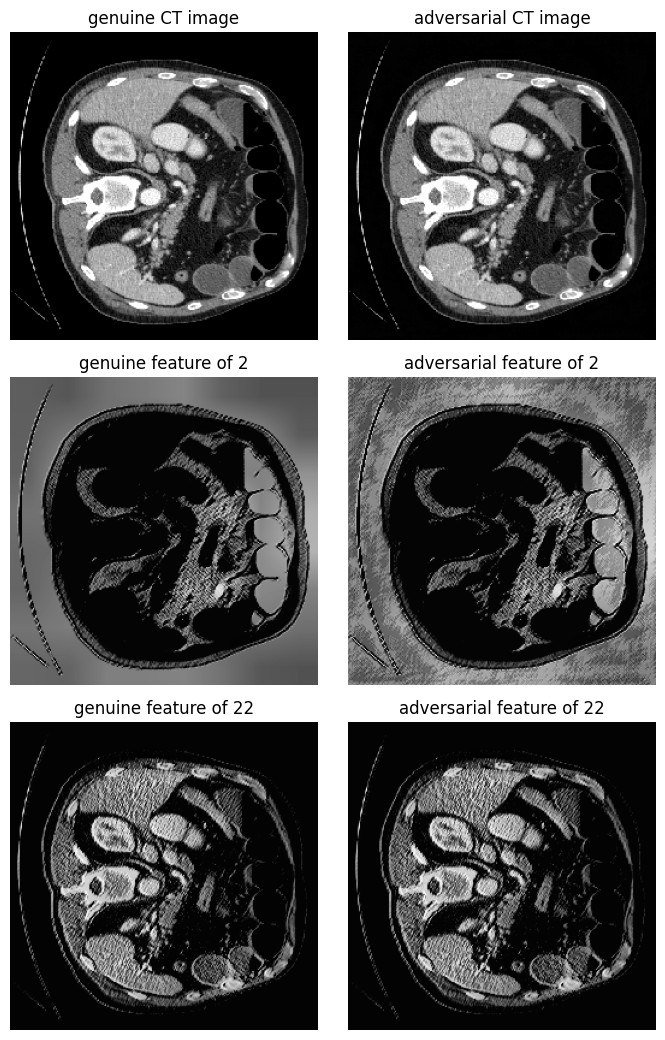 genuine CT image
adversarial CT image
genuine feature of 2
adversarial feature of 2
genuine feature of 22
adversarial feature of 22